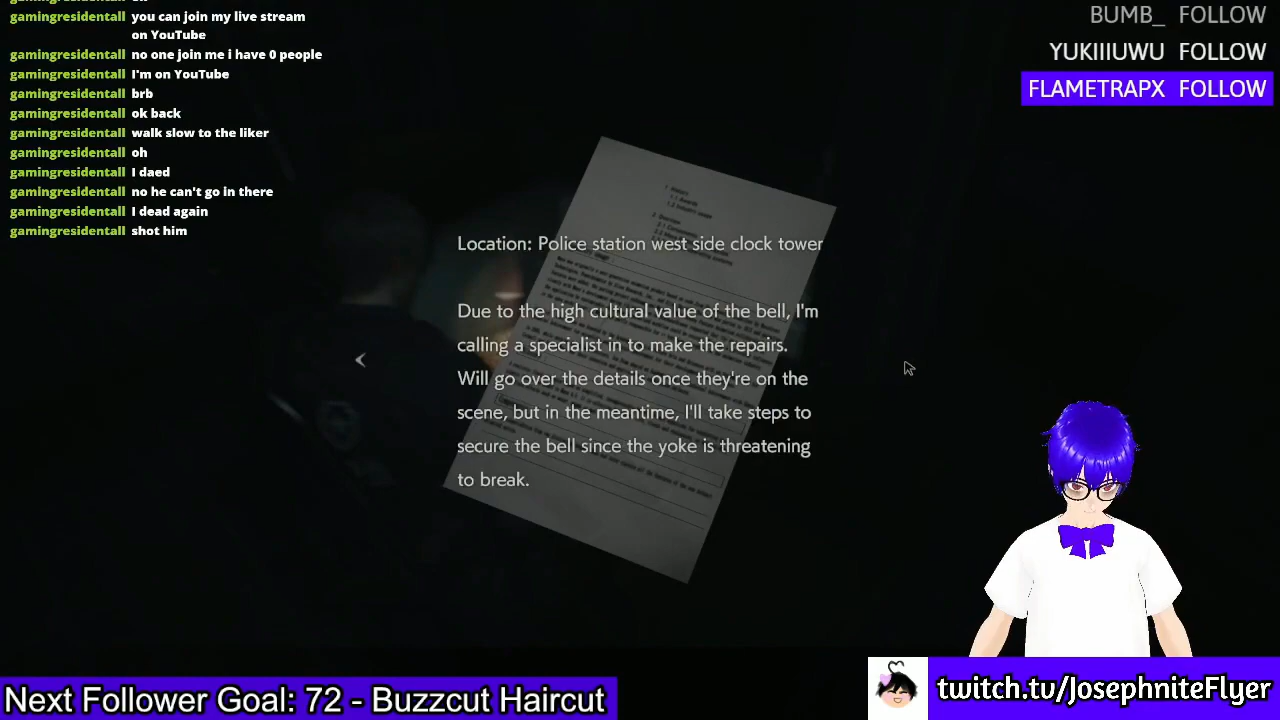 gamingresidentall you can join my live stream
on YouTube
gamingresidentall no one join me i have 0 people
gamingresidentall I'm on YouTube
gamingresidentall brb
gamingresidentall ok back
gamingresidentall walk slow to the liker
gamingresidentall oh
gamingresidentall I daed
gamingresidentall no he can't go in there
gamingresidentall I dead again
gamingresidentall shot him
BUMB_ FOLLOW
YUKIIIUWU FOLLOW
FLAMETRAPX FOLLOW
Location: Police station west side clock tower
Due to the high cultural value of the bell, I'm
calling a specialist in to make the repairs.
Will go over the details once they're on the
scene, but in the meantime, I'll take steps to
secure the bell since the yoke is threatening
to break.
Next Follower Goal: 72 - Buzzcut Haircut
twitch.tv/JosephniteFlyer